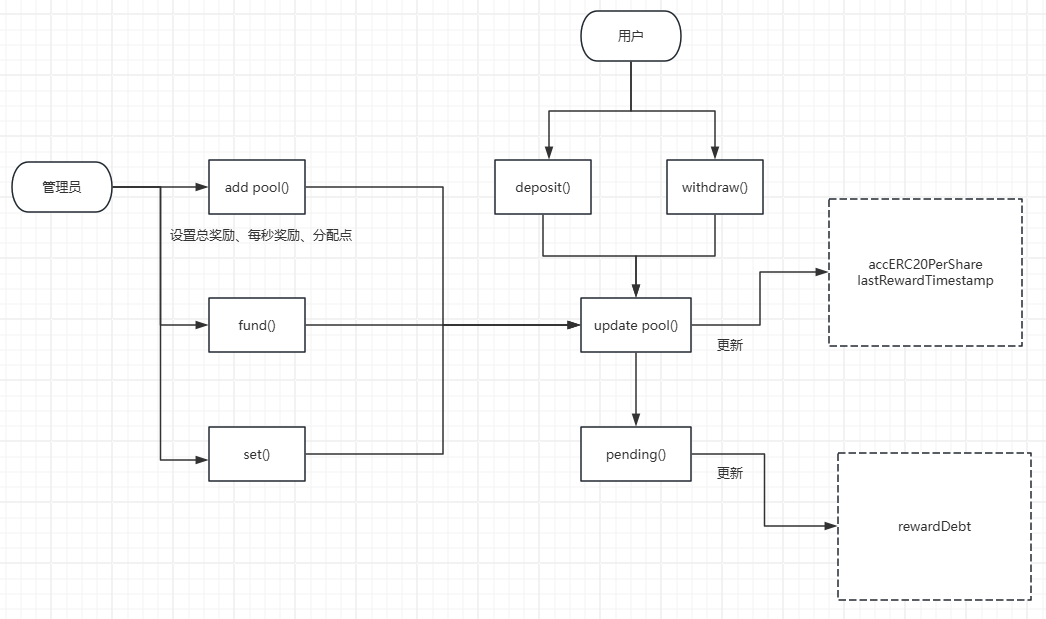 用户
管理员
add pool()
deposit()
withdraw()
设置总奖励、每秒奖励、分配点
accERC20PerShare
lastRewardTimestamp
fund()
update pool()
更新
set()
pending()
更新
rewardDebt